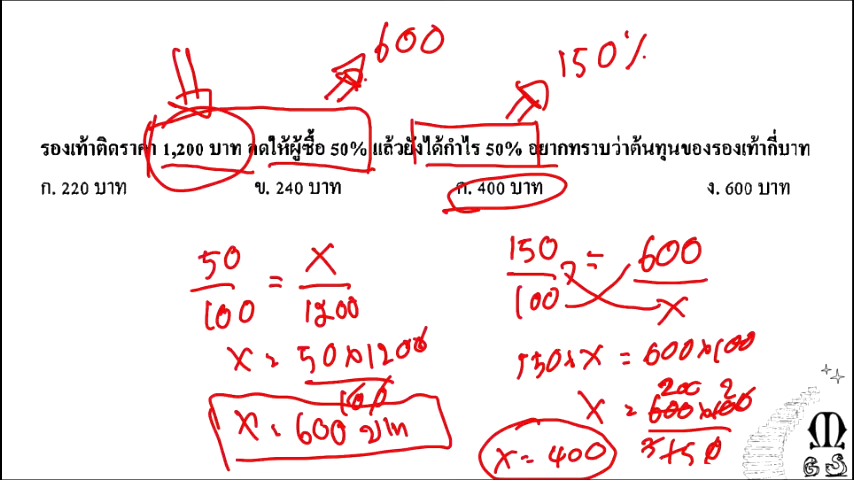 600
150%
รองเท้าติดราคา 1,200 บาท ลดให้ผู้ซื้อ 50% แล้วยังได้กำไร 50% อยากทราบว่าต้นทุนของรองเท้ากี่บาท
ก. 220 บาท ข. 240 บาท ค. 400 บาท ง. 600 บาท
50/100 = X/1200
X = 50×1200/100
X = 600 บาท
150/100 = 600/X
150×X = 600×100
X = 600×100/150
X = 400
MGS